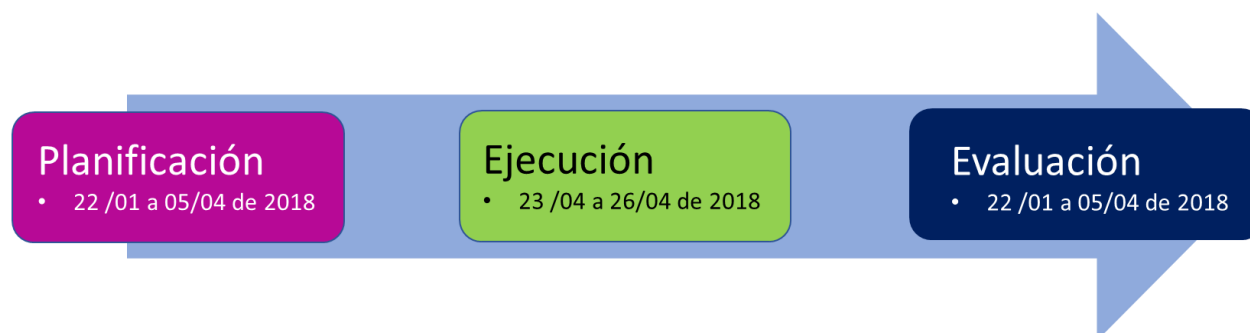 Planificación
• 22 /01 a 05/04 de 2018
Ejecución
• 23 /04 a 26/04 de 2018
Evaluación
• 22 /01 a 05/04 de 2018